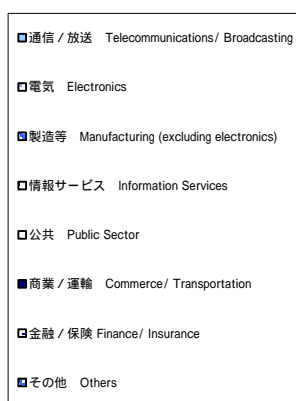 通信 / 放送 Telecommunications/ Broadcasting
電気 Electronics
製造等 Manufacturing (excluding electronics)
情報サービス Information Services
公共 Public Sector
商業 / 運輸 Commerce/ Transportation
金融 / 保険 Finance/ Insurance
その他 Others